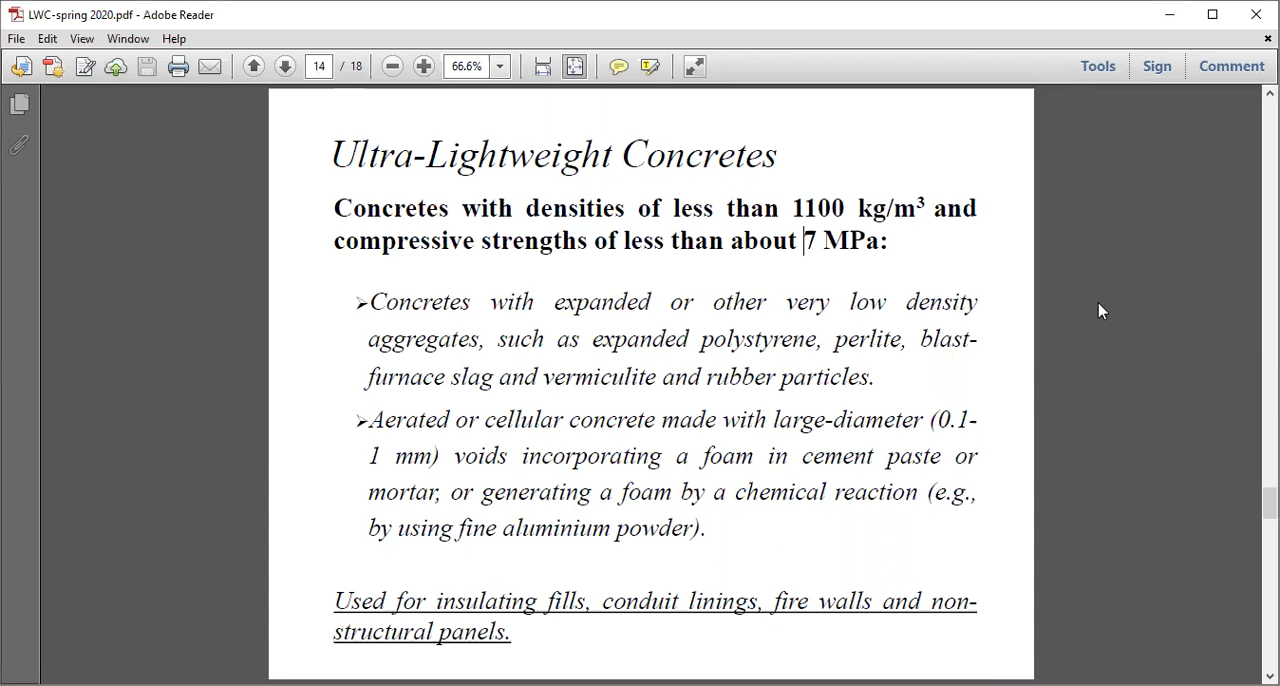 LWC-spring 2020.pdf - Adobe Reader
File Edit View Window Help
14 / 18 66.6% Tools Sign Comment
Ultra-Lightweight Concretes
Concretes with densities of less than 1100 kg/m³ and
compressive strengths of less than about 7 MPa:
➢Concretes with expanded or other very low density
aggregates, such as expanded polystyrene, perlite, blast-
furnace slag and vermiculite and rubber particles.
➢Aerated or cellular concrete made with large-diameter (0.1-
1 mm) voids incorporating a foam in cement paste or
mortar, or generating a foam by a chemical reaction (e.g.,
by using fine aluminium powder).
Used for insulating fills, conduit linings, fire walls and non-
structural panels.